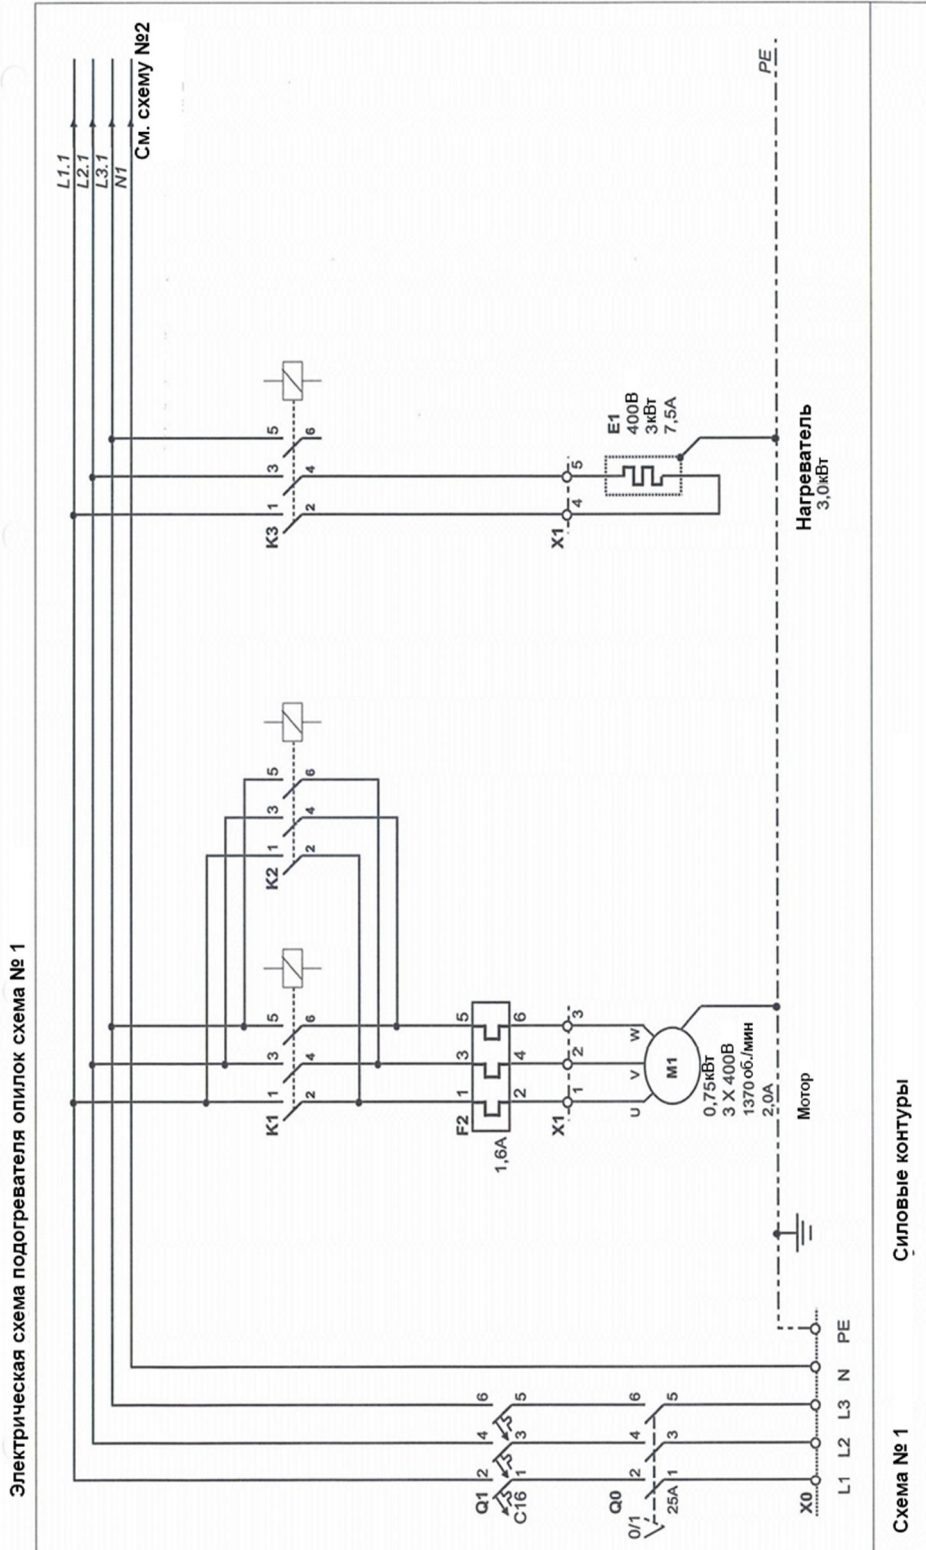 Электрическая схема подогревателя опилок схема № 1
L1.1
L2.1
L3.1
N1
См. схему №2
PE
K1
1
3
5
2
4
6
K2
1
3
5
2
4
6
K3
1
3
5
2
4
6
F2
1
3
5
2
4
6
1,6A
X1
1
2
3
U
V
W
M1
0,75кВт
3 X 400В
1370 об./мин
2,0А
Мотор
X1
4
5
E1
400В
3кВт
7,5А
Нагреватель
3,0кВт
Q1
2
4
6
1
3
5
C16
Q0
2
4
6
1
3
5
0/1
25A
X0
L1
L2
L3
N
PE
Схема № 1
Силовые контуры